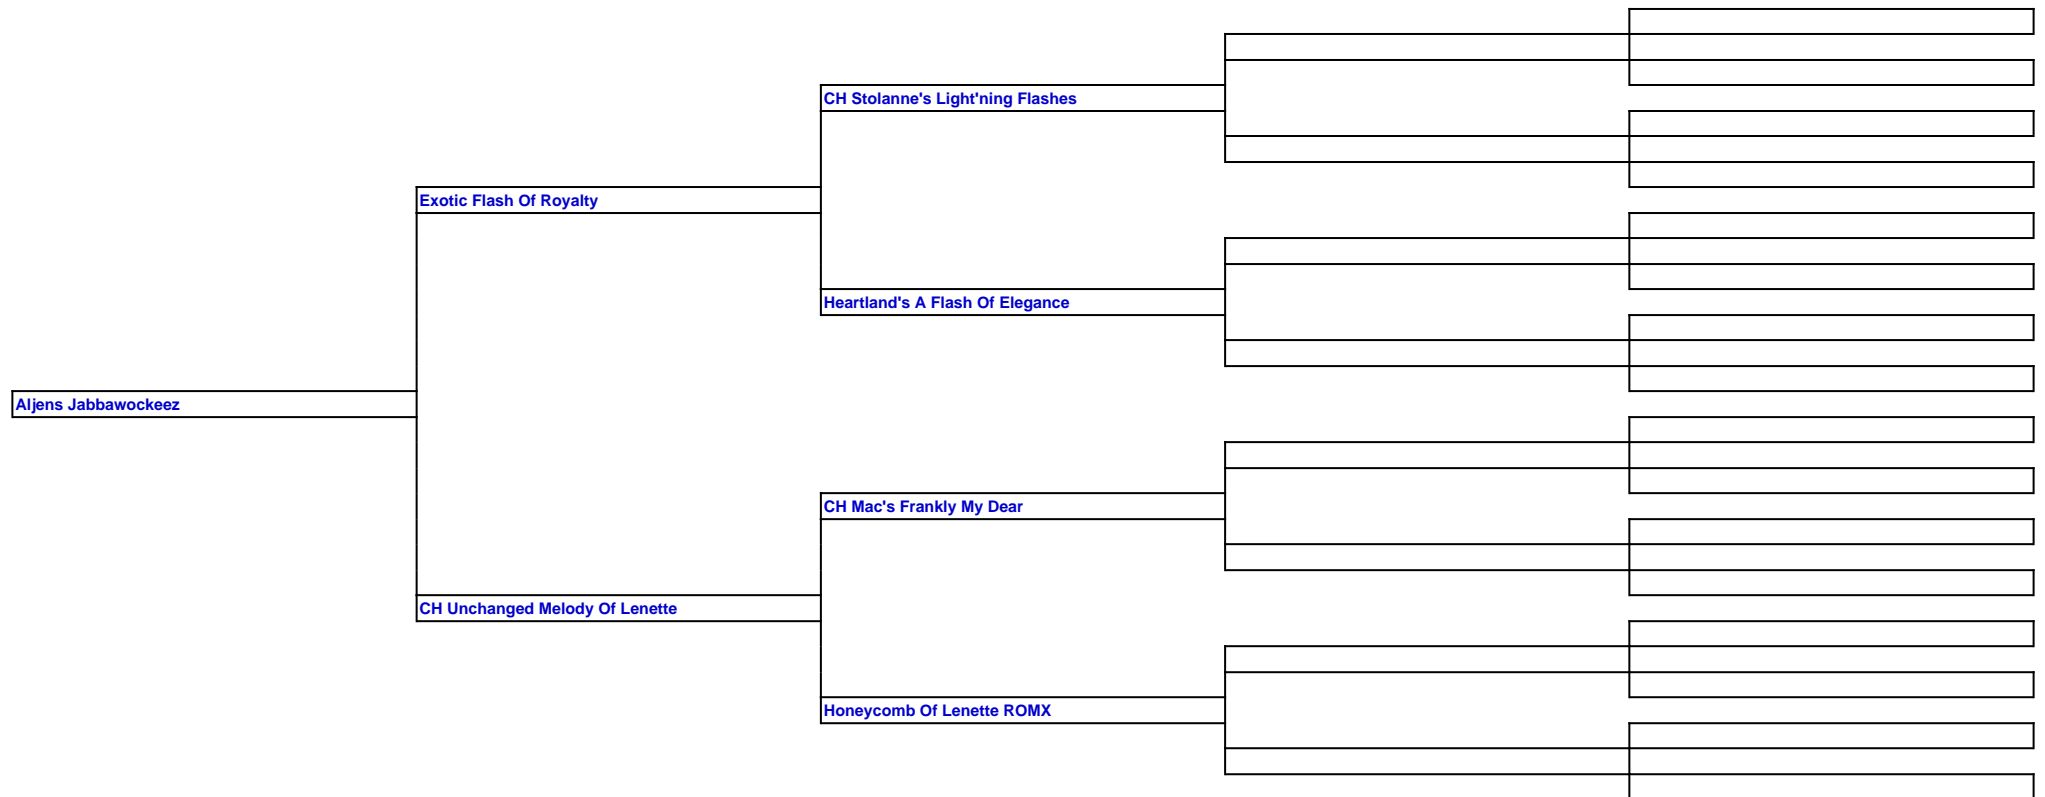 CH Stolanne's Light'ning Flashes
Exotic Flash Of Royalty
Heartland's A Flash Of Elegance
Aljens Jabbawockeez
CH Mac's Frankly My Dear
CH Unchanged Melody Of Lenette
Honeycomb Of Lenette ROMX